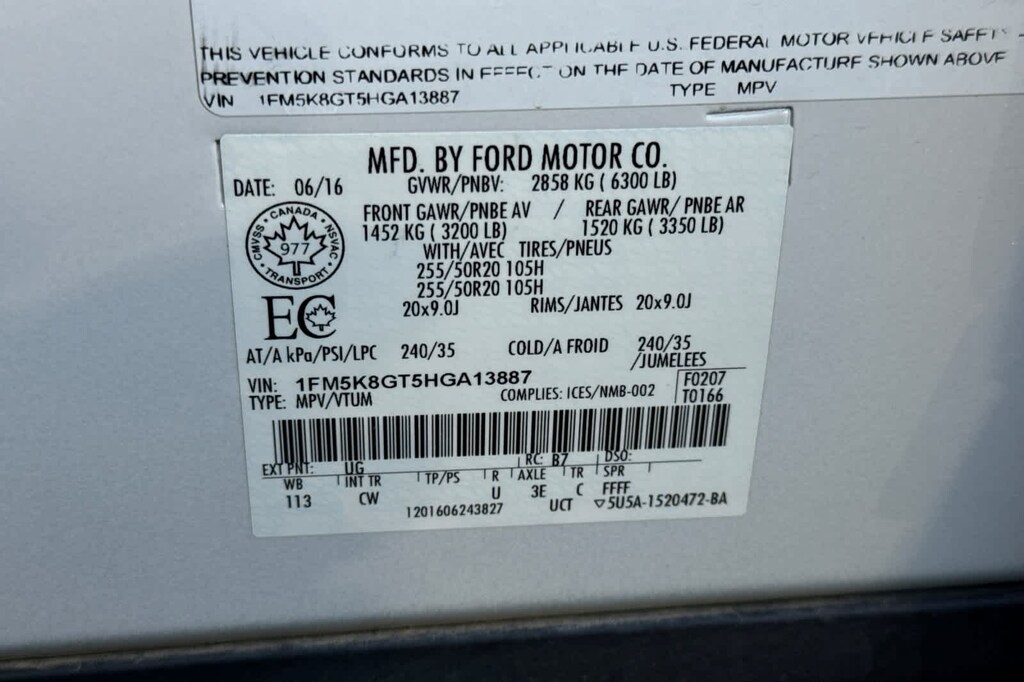 THIS VEHICLE CONFORMS TO ALL APPLICABLE U.S. FEDERAL MOTOR VEHICLE SAFETY
PREVENTION STANDARDS IN EFFECT ON THE DATE OF MANUFACTURE SHOWN ABOVE
VIN 1FM5K8GT5HGA13887 TYPE MPV
MFD. BY FORD MOTOR CO.
DATE: 06/16 GVWR/PNBV: 2858 KG ( 6300 LB)
FRONT GAWR/PNBE AV / REAR GAWR/ PNBE AR
1452 KG ( 3200 LB) 1520 KG ( 3350 LB)
WITH/AVEC TIRES/PNEUS
255/50R20 105H
255/50R20 105H
20x9.0J RIMS/JANTES 20x9.0J
CANADA
CMVSS 977 NSVAC
TRANSPORT
EC
AT/A kPa/PSI/LPC 240/35 COLD/A FROID 240/35
/JUMELEES
VIN: 1FM5K8GT5HGA13887 F0207
TYPE: MPV/VTUM COMPLIES: ICES/NMB-002 T0166
EXT PNT: UG RC: B7 DSO:
WB INT TR TP/PS R AXLE TR SPR
113 CW U 3E C FFFF
1201606243827 UCT ▽5U5A-1520472-BA